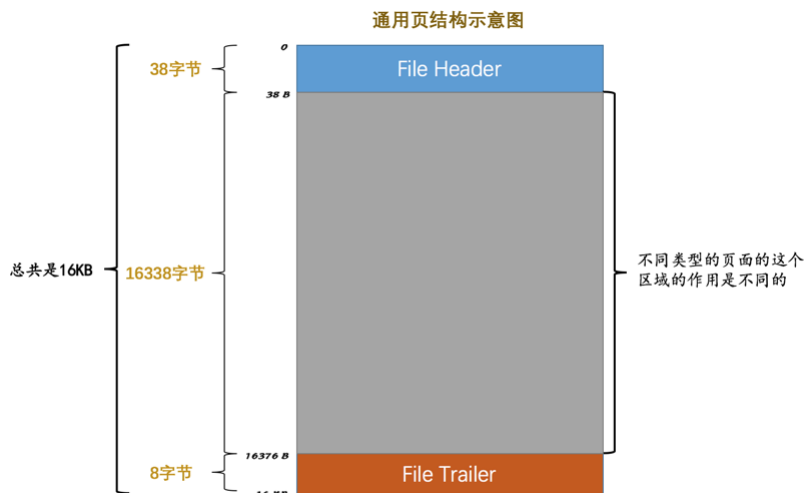 通用页结构示意图
0
38字节
File Header
38 B
总共是16KB
16338字节
不同类型的页面的这个
区域的作用是不同的
16376 B
8字节
File Trailer